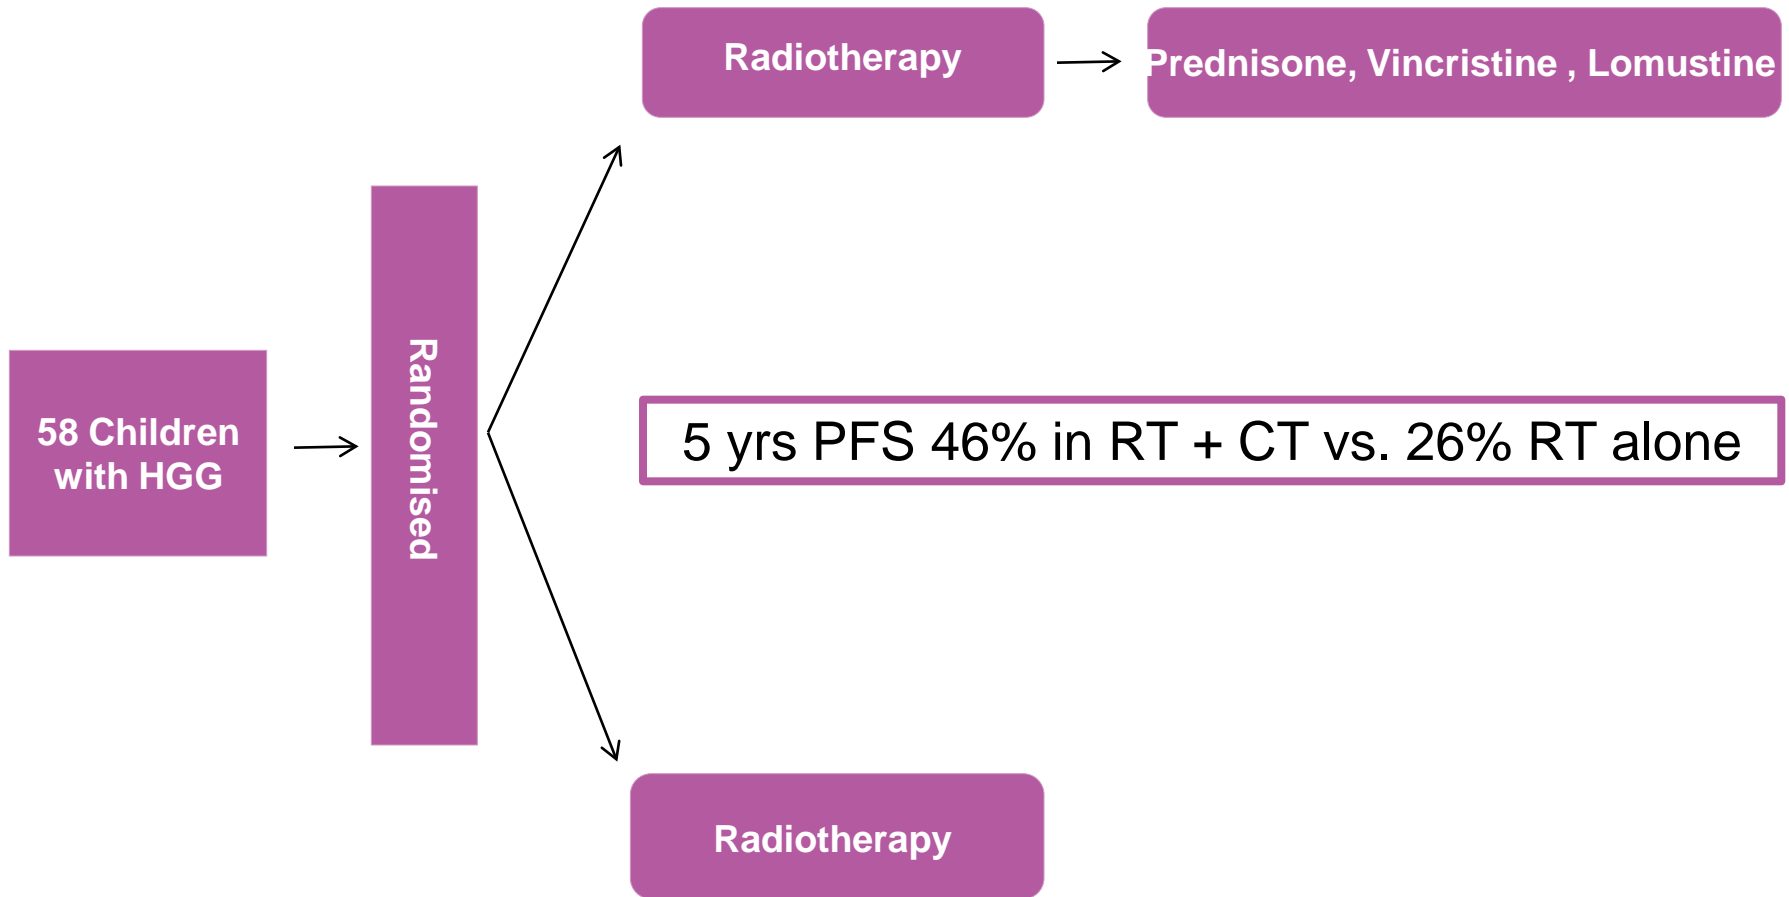 Radiotherapy
Prednisone, Vincristine , Lomustine
Randomised
58 Children
with HGG
5 yrs PFS 46% in RT + CT vs. 26% RT alone
Radiotherapy